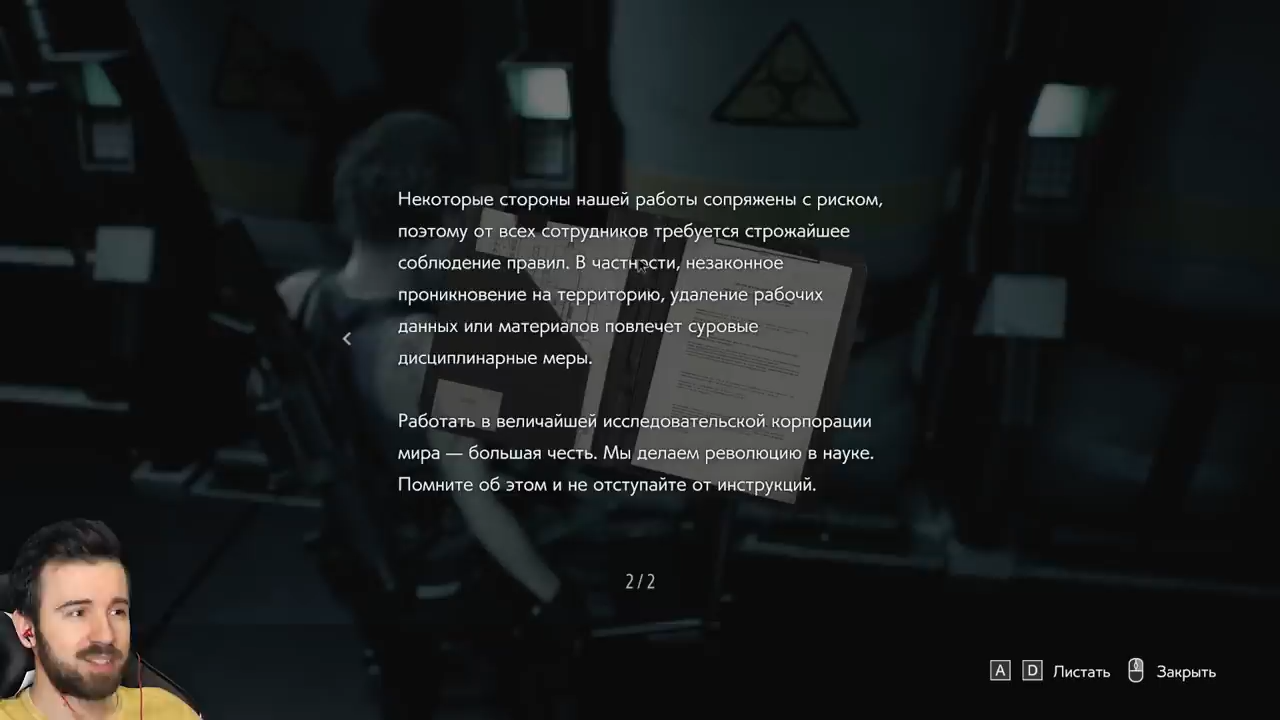 Некоторые стороны нашей работы сопряжены с риском,
поэтому от всех сотрудников требуется строжайшее
соблюдение правил. В частности, незаконное
проникновение на территорию, удаление рабочих
данных или материалов повлечет суровые
дисциплинарные меры.
Работать в величайшей исследовательской корпорации
мира — большая честь. Мы делаем революцию в науке.
Помните об этом и не отступайте от инструкций.
2/2
A D Листать Закрыть